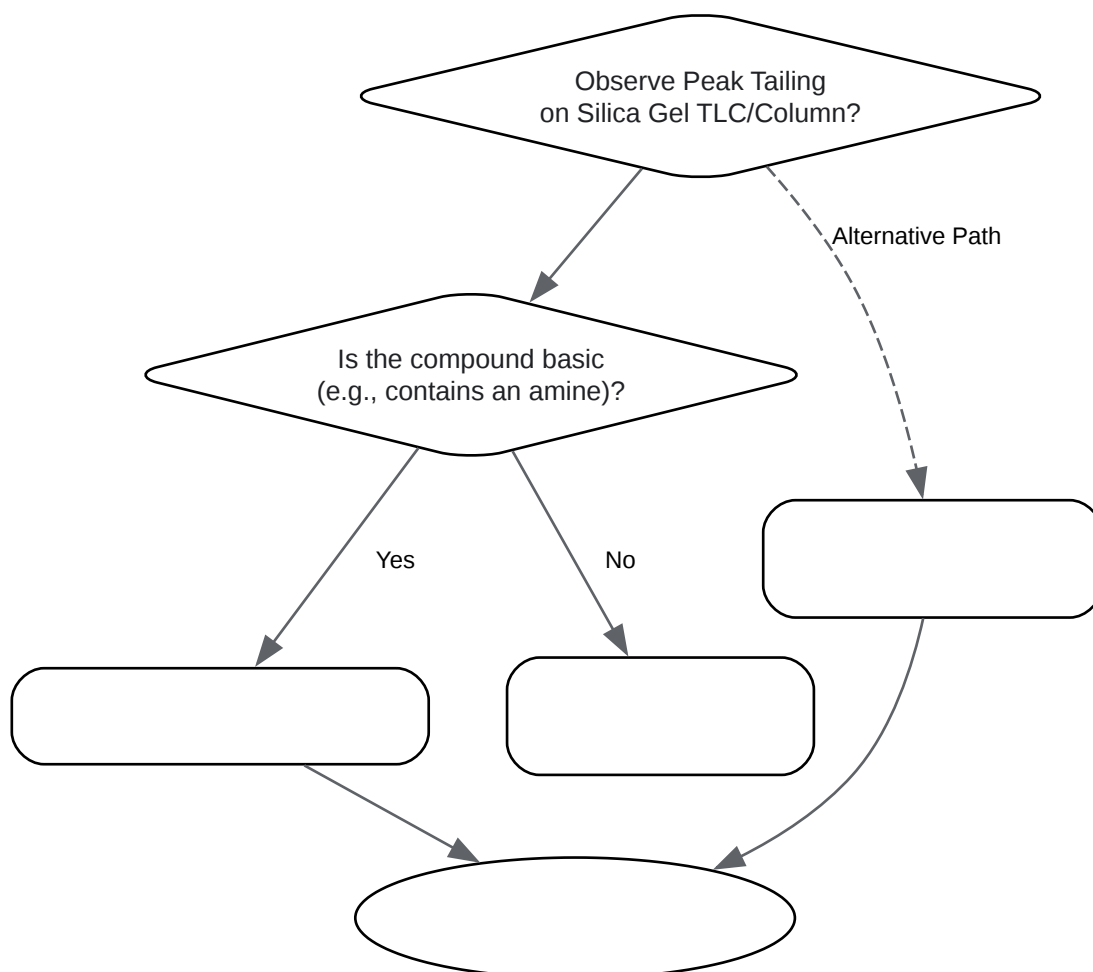 Observe Peak Tailing
on Silica Gel TLC/Column?
Alternative Path
Is the compound basic
(e.g., contains an amine)?
Yes
No